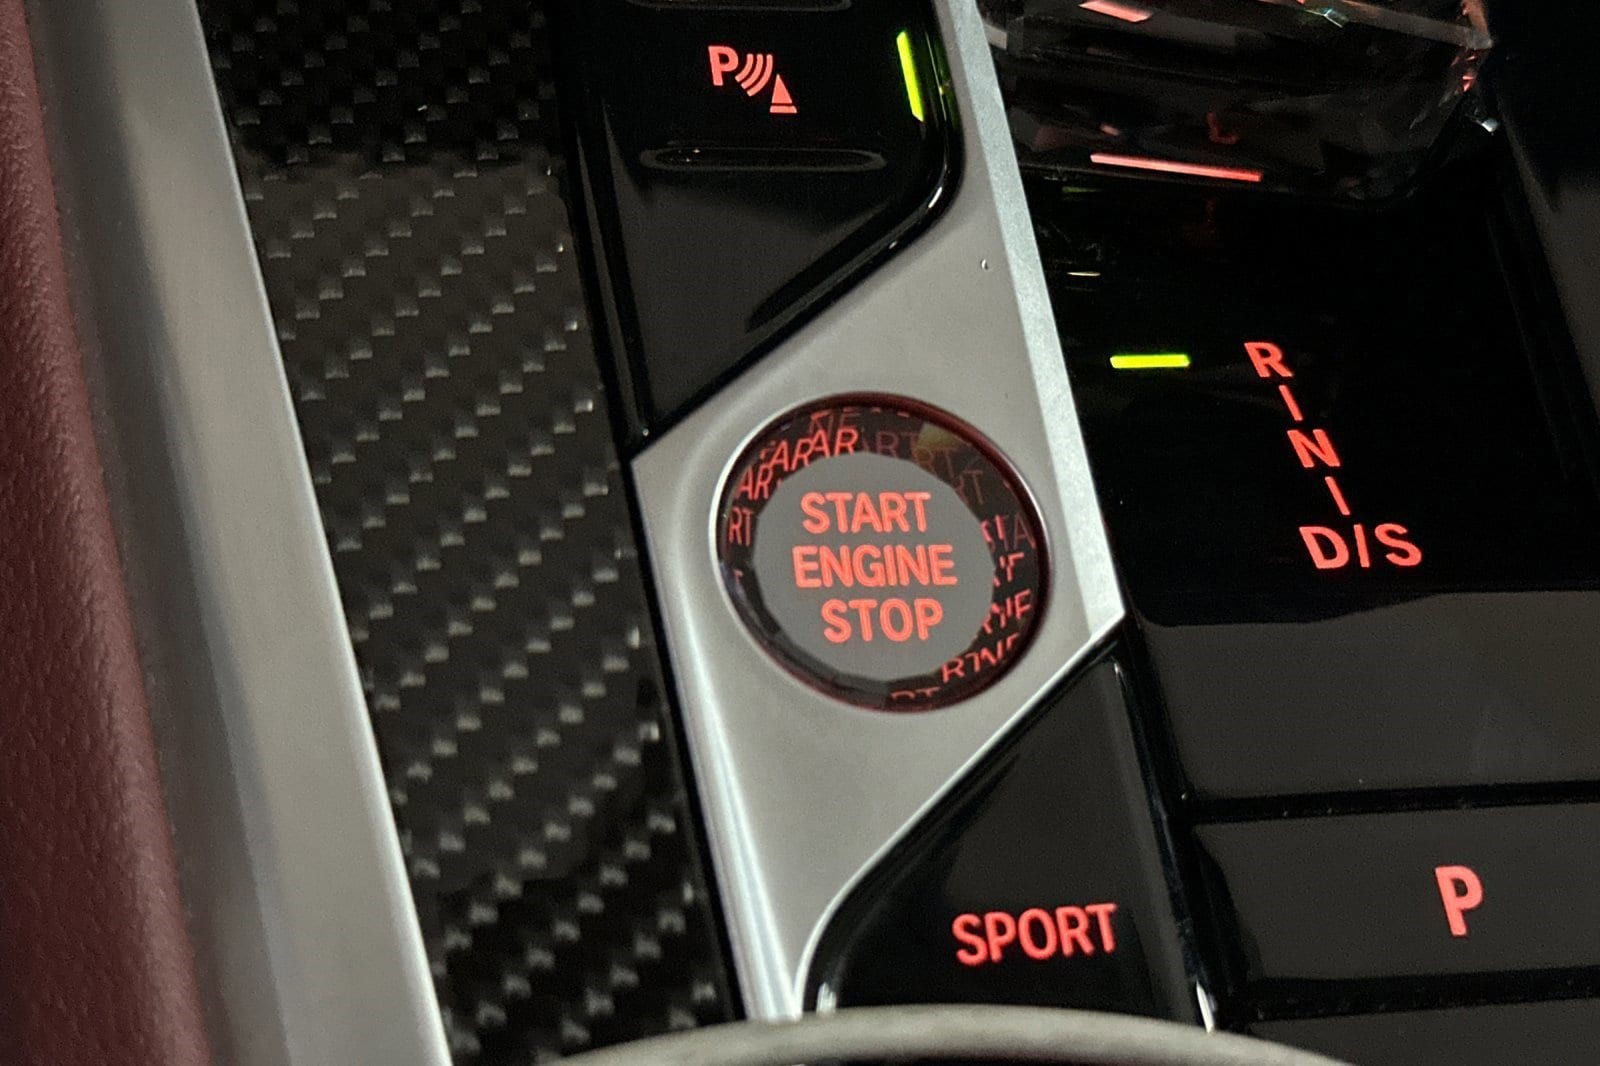 P
R
N
D/S
START
ENGINE
STOP
SPORT
P